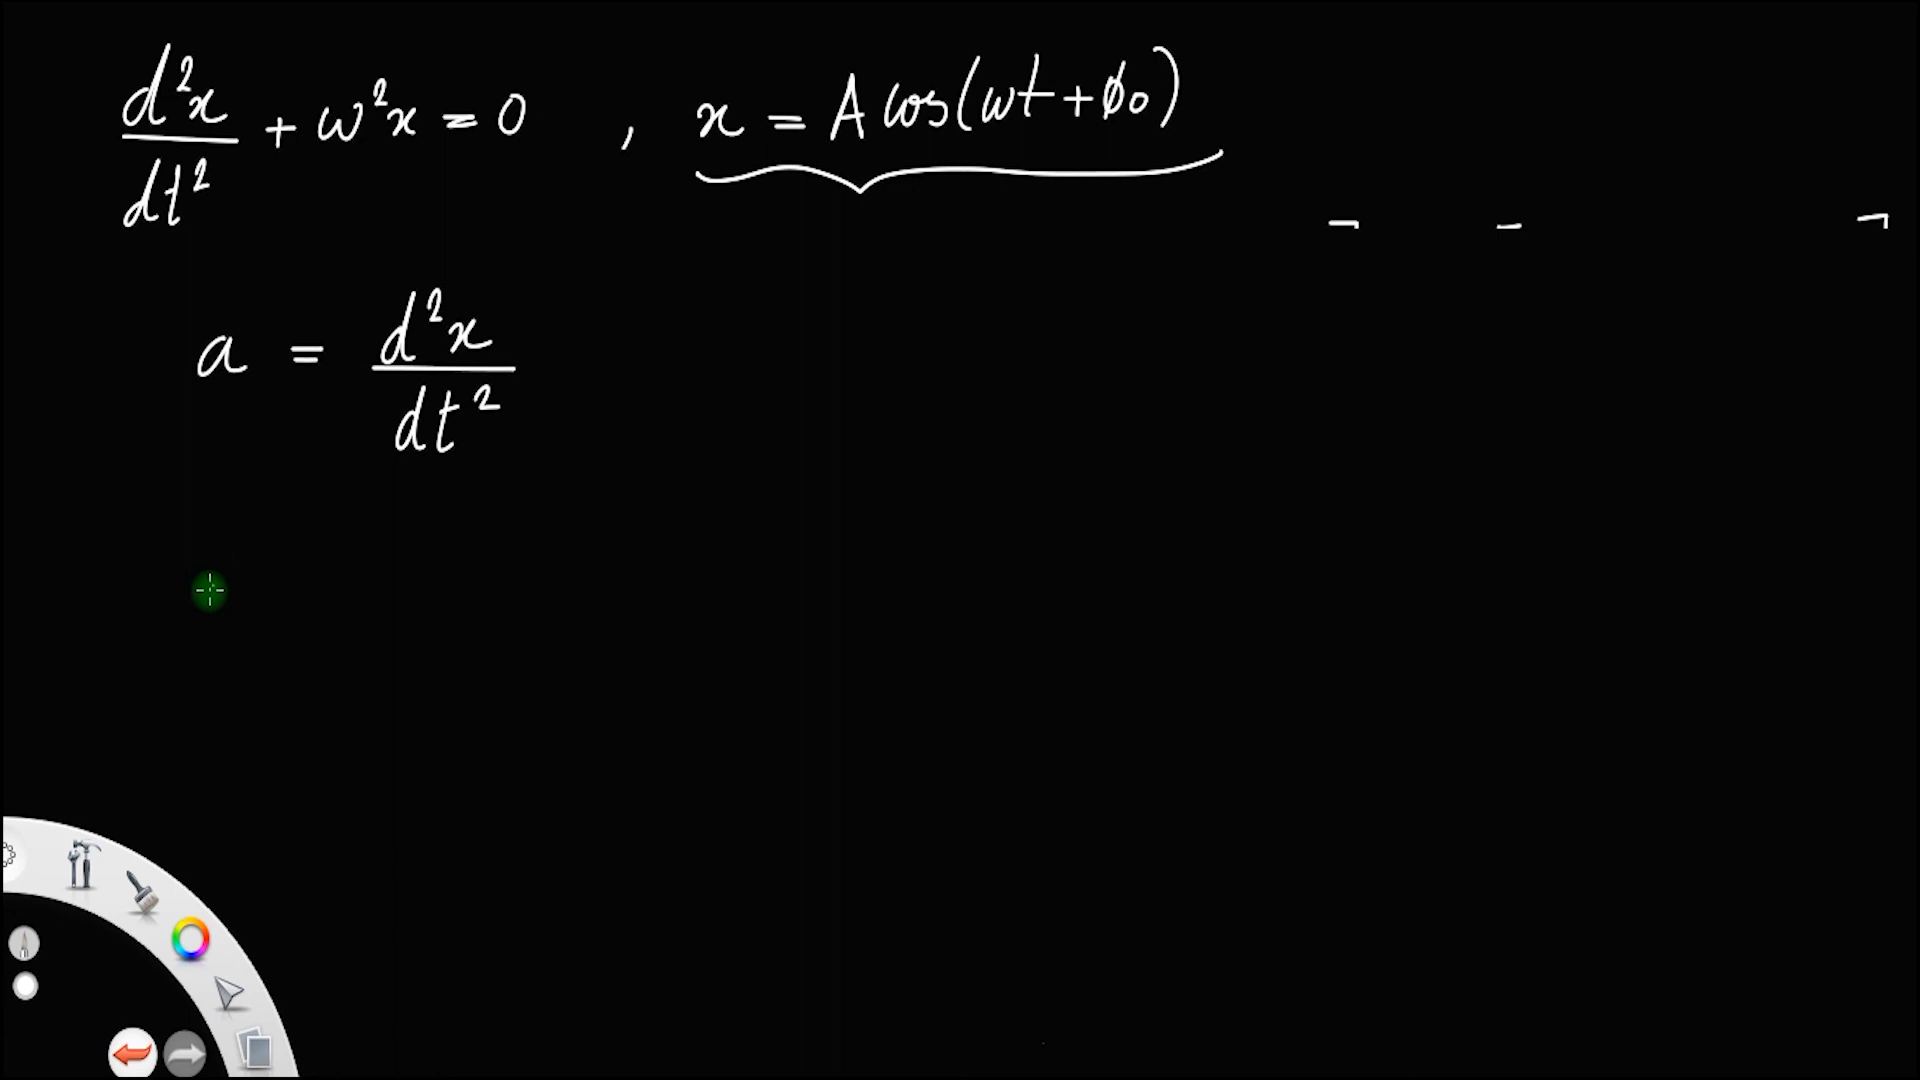 d²x/dt² + ω²x = 0 , x = A cos(ωt + ϕ₀)
a = d²x/dt²